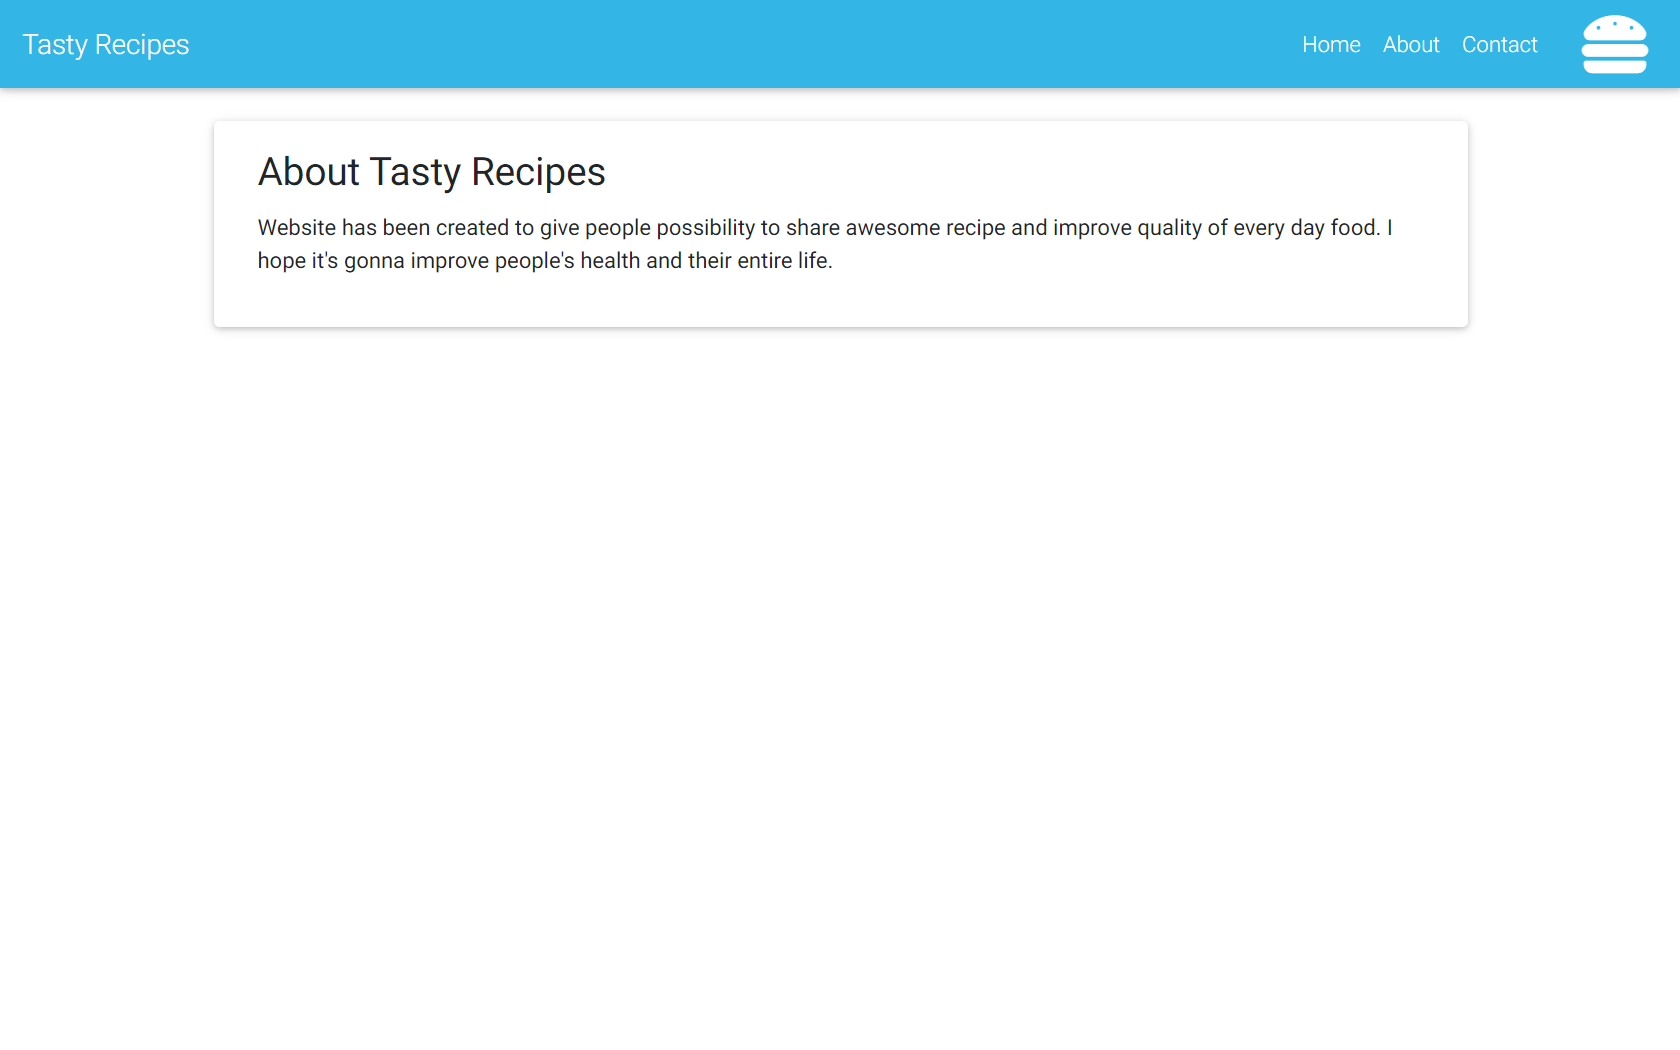 Tasty Recipes
Home About Contact
About Tasty Recipes
Website has been created to give people possibility to share awesome recipe and improve quality of every day food. I
hope it's gonna improve people's health and their entire life.